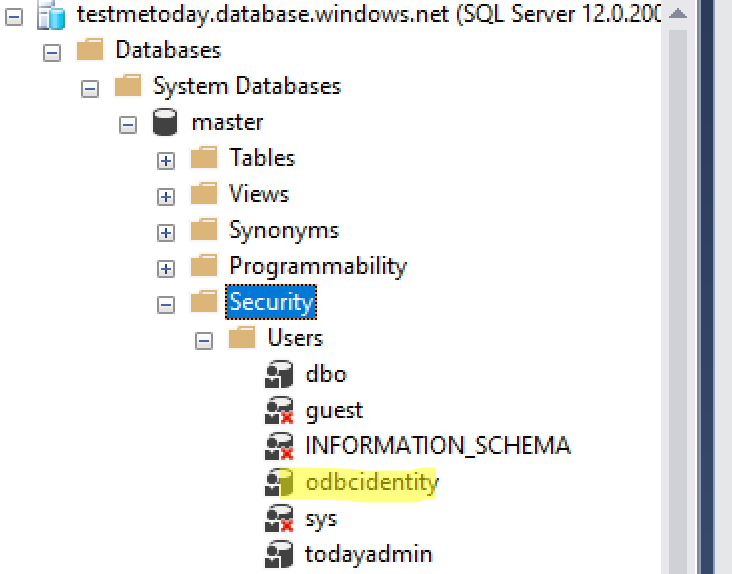 testmetoday.database.windows.net (SQL Server 12.0.200
Databases
System Databases
master
Tables
Views
Synonyms
Programmability
Security
Users
dbo
guest
INFORMATION_SCHEMA
odbcidentity
sys
todayadmin